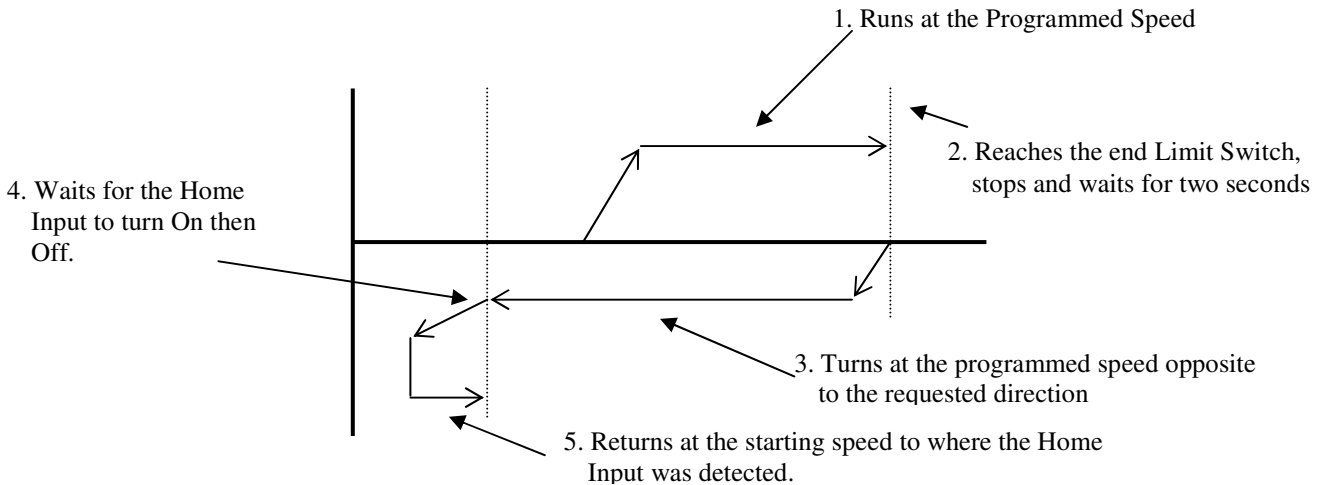 1. Runs at the Programmed Speed
2. Reaches the end Limit Switch,
stops and waits for two seconds
4. Waits for the Home
Input to turn On then
Off.
3. Turns at the programmed speed opposite
to the requested direction
5. Returns at the starting speed to where the Home
Input was detected.